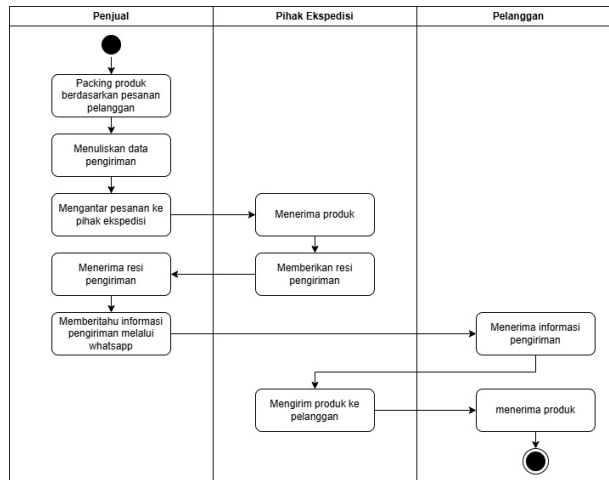 Penjual
Pihak Ekspedisi
Pelanggan
Packing produk
berdasarkan pesanan
pelanggan
Menuliskan data
pengiriman
Mengantar pesanan ke
pihak ekspedisi
Menerima produk
Menerima resi
pengiriman
Memberikan resi
pengiriman
Memberitahu informasi
pengiriman melalui
whatsapp
Menerima informasi
pengiriman
Mengirim produk ke
pelanggan
menerima produk